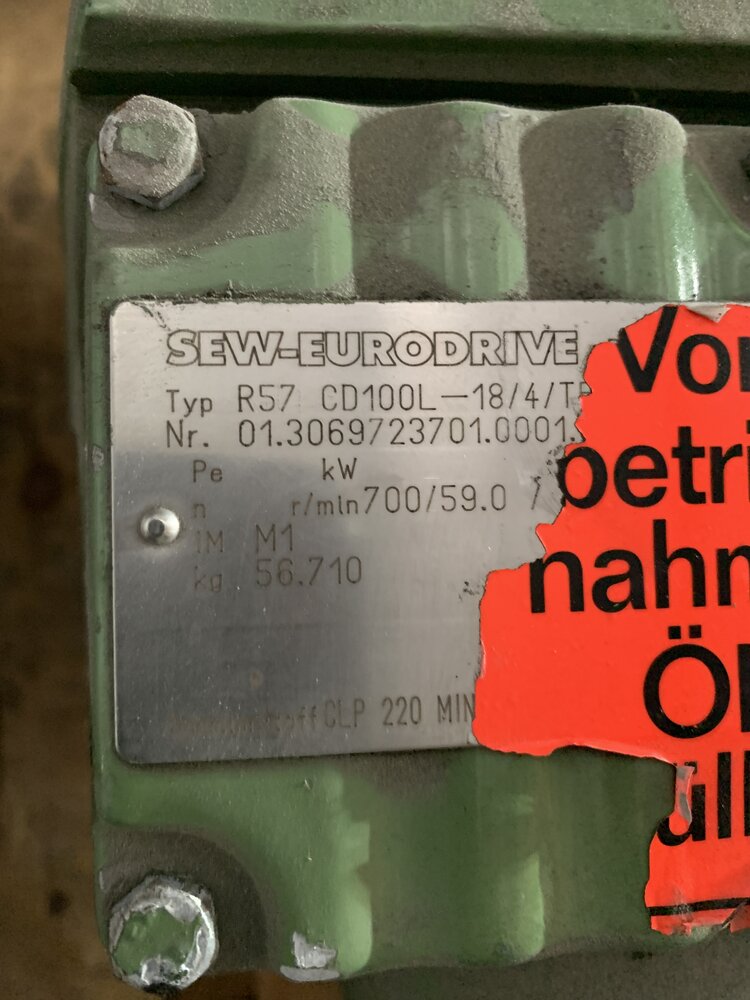 SEW-EURODRIVE
Typ R57 CD100L-18/4/T
Nr. 01.3069723701.0001.
Pe kW
n r/min 700/59.0 /
IM M1
kg 56.710
CLP 220 MIN
Vor
betri
nahm
Öl
üll